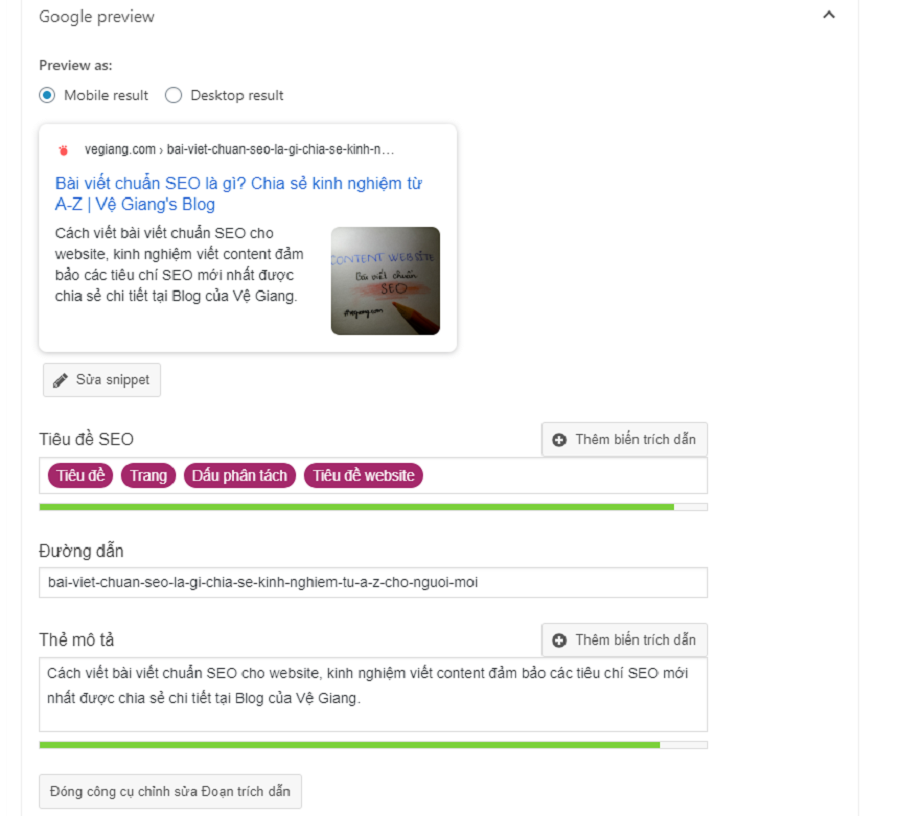 Google preview
Preview as:
Mobile result Desktop result
vegiang.com › bai-viet-chuan-seo-la-gi-chia-se-kinh-n...
Bài viết chuẩn SEO là gì? Chia sẻ kinh nghiệm từ
A-Z | Vệ Giang's Blog
Cách viết bài viết chuẩn SEO cho
website, kinh nghiệm viết content đảm
bảo các tiêu chí SEO mới nhất được
chia sẻ chi tiết tại Blog của Vệ Giang.
CONTENT WEBSITE
Bài viết chuẩn
SEO
vegiang.com
Sửa snippet
Tiêu đề SEO
Thêm biến trích dẫn
Tiêu đề Trang Dấu phân tách Tiêu đề website
Đường dẫn
bai-viet-chuan-seo-la-gi-chia-se-kinh-nghiem-tu-a-z-cho-nguoi-moi
Thẻ mô tả
Thêm biến trích dẫn
Cách viết bài viết chuẩn SEO cho website, kinh nghiệm viết content đảm bảo các tiêu chí SEO mới
nhất được chia sẻ chi tiết tại Blog của Vệ Giang.
Đóng công cụ chỉnh sửa Đoạn trích dẫn